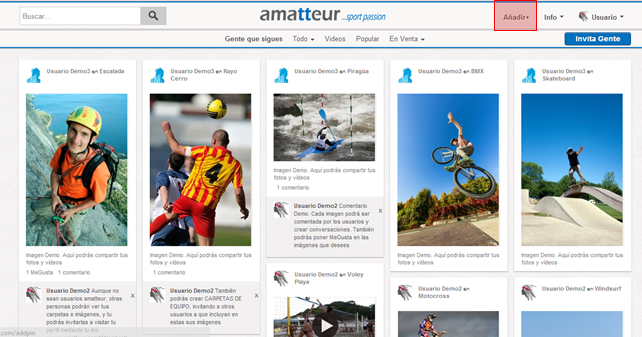 Buscar...
amatteur ...sport passion
Añadir+
Info
Usuario
Gente que sigues
Todo
Videos
Popular
En Venta
Invita Gente
Usuario Demo3 en Escalada
Imagen Demo. Aquí podrás compartir tus
fotos y vídeos
1 MeGusta 1 comentario
Usuario Demo2 Aunque no
sean usuarios amatteur, otras
personas podrán ver tus
carpetas e imágenes, y tu
podrás invitarlas a visitar tu
perfil mediante tu link
x
Usuario Demo3 en Rayo
Cerro
4
Imagen Demo. Aquí podrás compartir tus
fotos y vídeos
1 comentario
Usuario Demo2 También
podrás crear CARPETAS DE
EQUIPO, invitando a otros
usuarios a que incluyan en
estas sus imágenes
x
Usuario Demo3 en
Piragüa
Imagen Demo. Aquí podrás compartir tus
fotos y vídeos
1 comentario
Usuario Demo2 Comentario
Demo. Cada imagen podrá ser
comentada por los usuarios y
crear conversaciones. También
podrás poner MeGusta en las
imágenes que desees
x
Usuario Demo2 en Voley
Playa
Usuario Demo3 en BMX
Imagen Demo. Aquí podrás compartir tus
fotos y vídeos
Usuario Demo2 en
Motocross
Usuario Demo3 en
Skateboard
Imagen Demo. Aquí podrás compartir tus
fotos y vídeos
Usuario Demo2 en Windsurf
.com/addpin